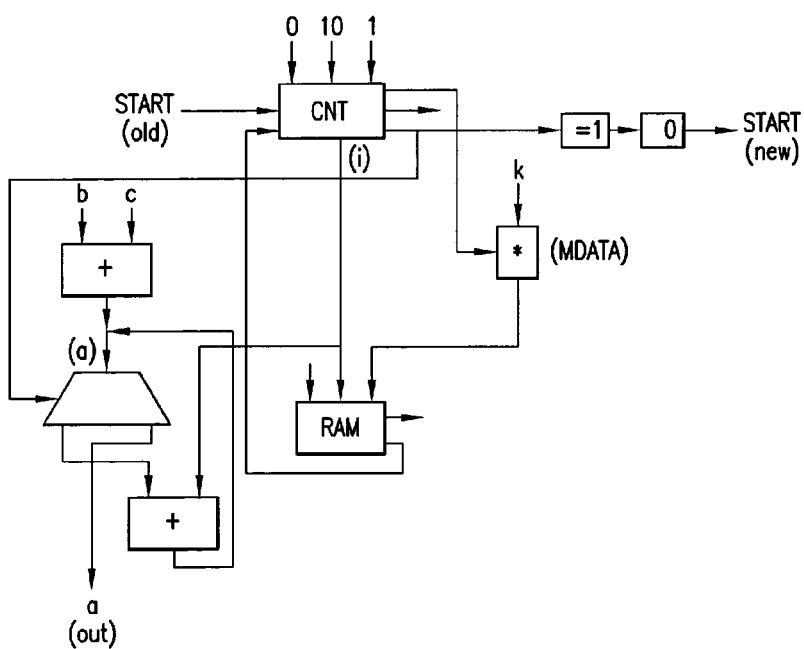 0 10 1
START
(old)
CNT
=1
0
START
(new)
(i)
k
b c
+
*
(MDATA)
(a)
RAM
+
a
(out)